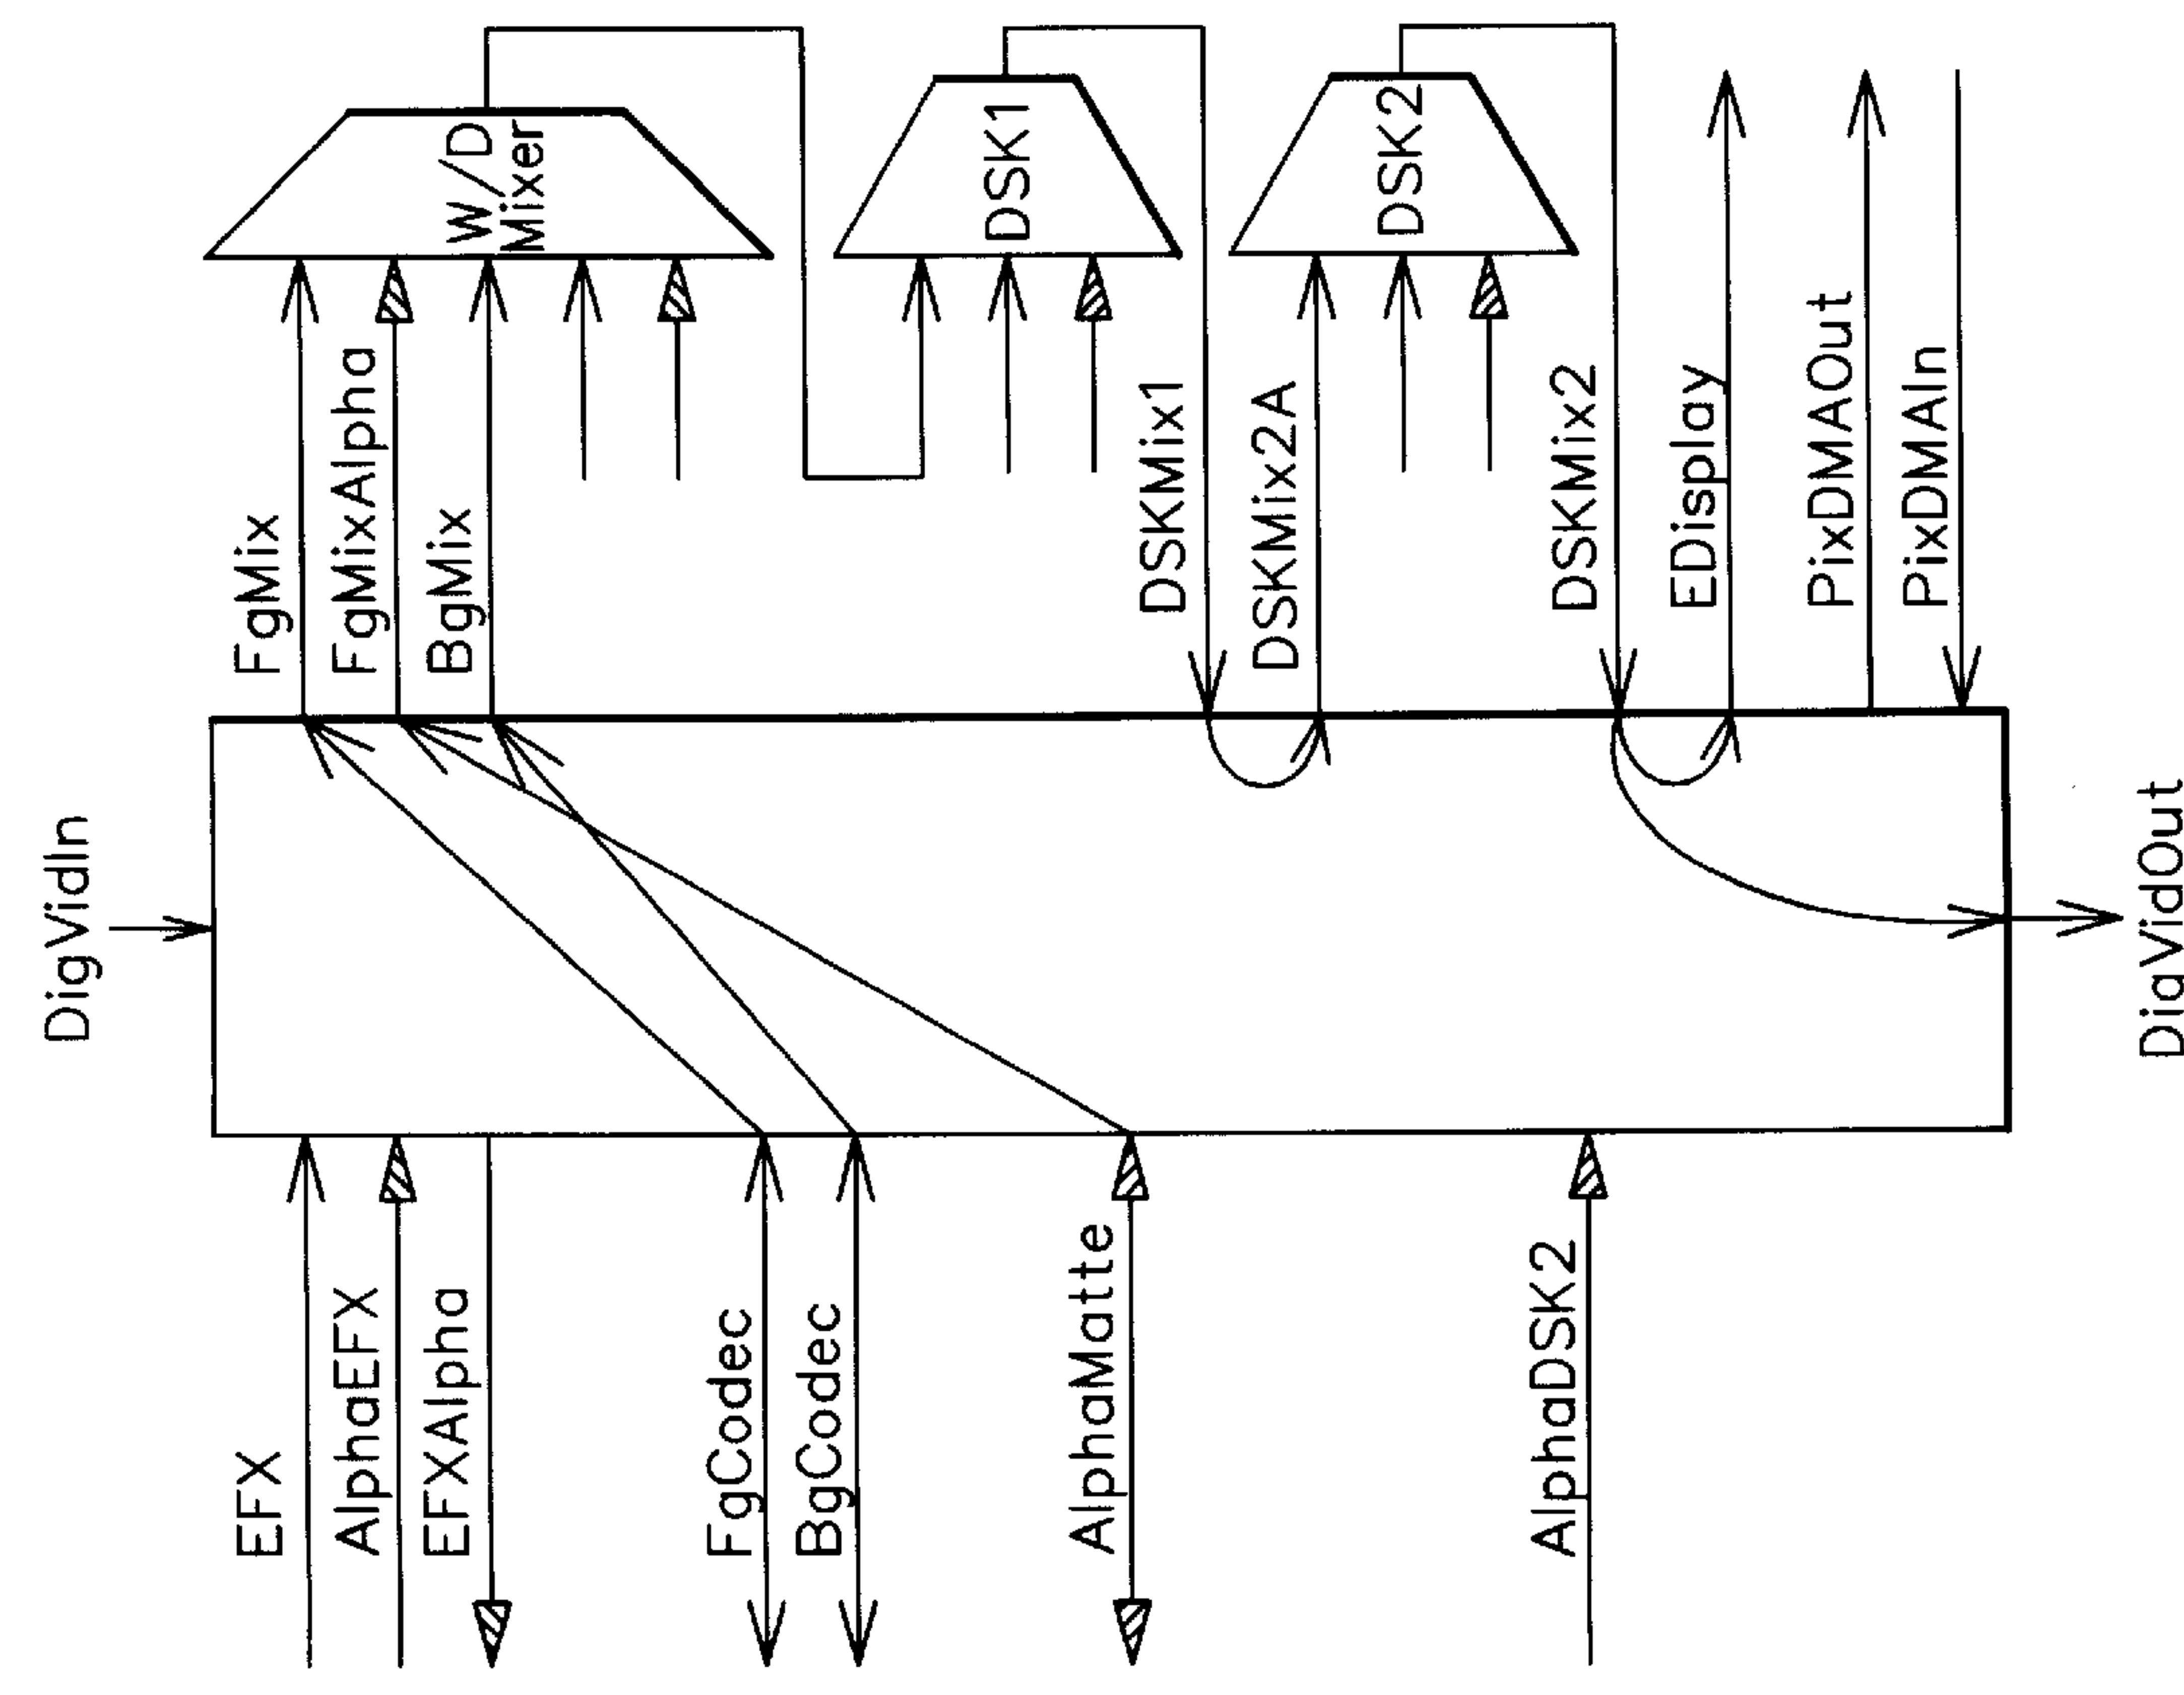 DigVidIn
EFX
AlphaEFX
EFXAlpha
FgCodec
BgCodec
AlphaMatte
AlphaDSK2
FgMix
FgMixAlpha
BgMix
W/D
Mixer
DSK1
DSKMix1
DSKMix2A
DSK2
DSKMix2
EDisplay
PixDMAOut
PixDMAIn
DigVidOut